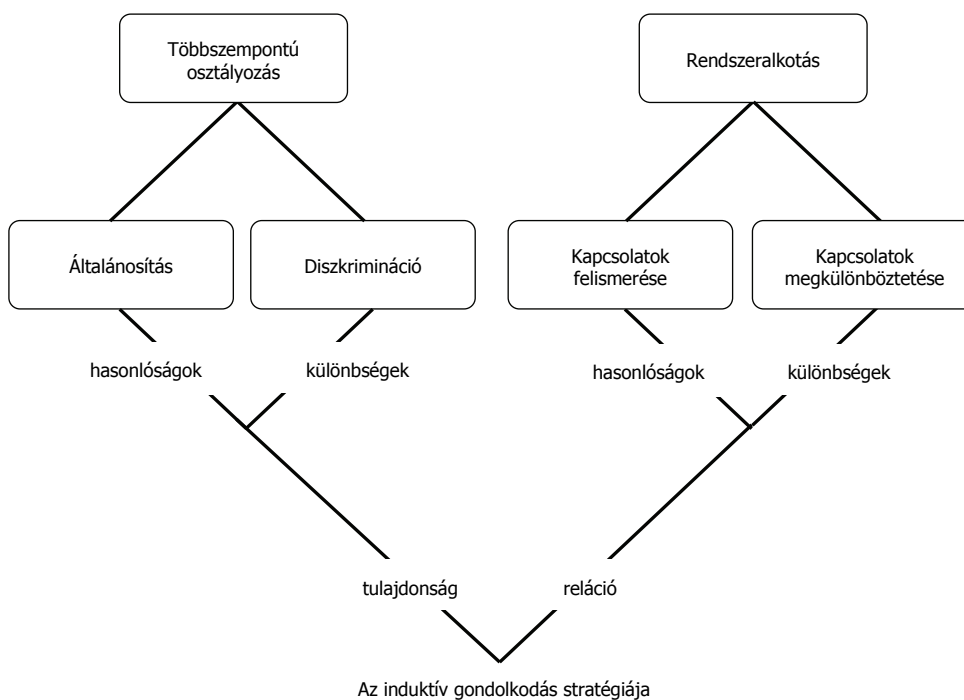 Többszempontú
osztályozás
Rendszeralkotás
Általánosítás
Diszkrimináció
Kapcsolatok
felismerése
Kapcsolatok
megkülönböztetése
hasonlóságok
különbségek
hasonlóságok
különbségek
tulajdonság
reláció
Az induktív gondolkodás stratégiája